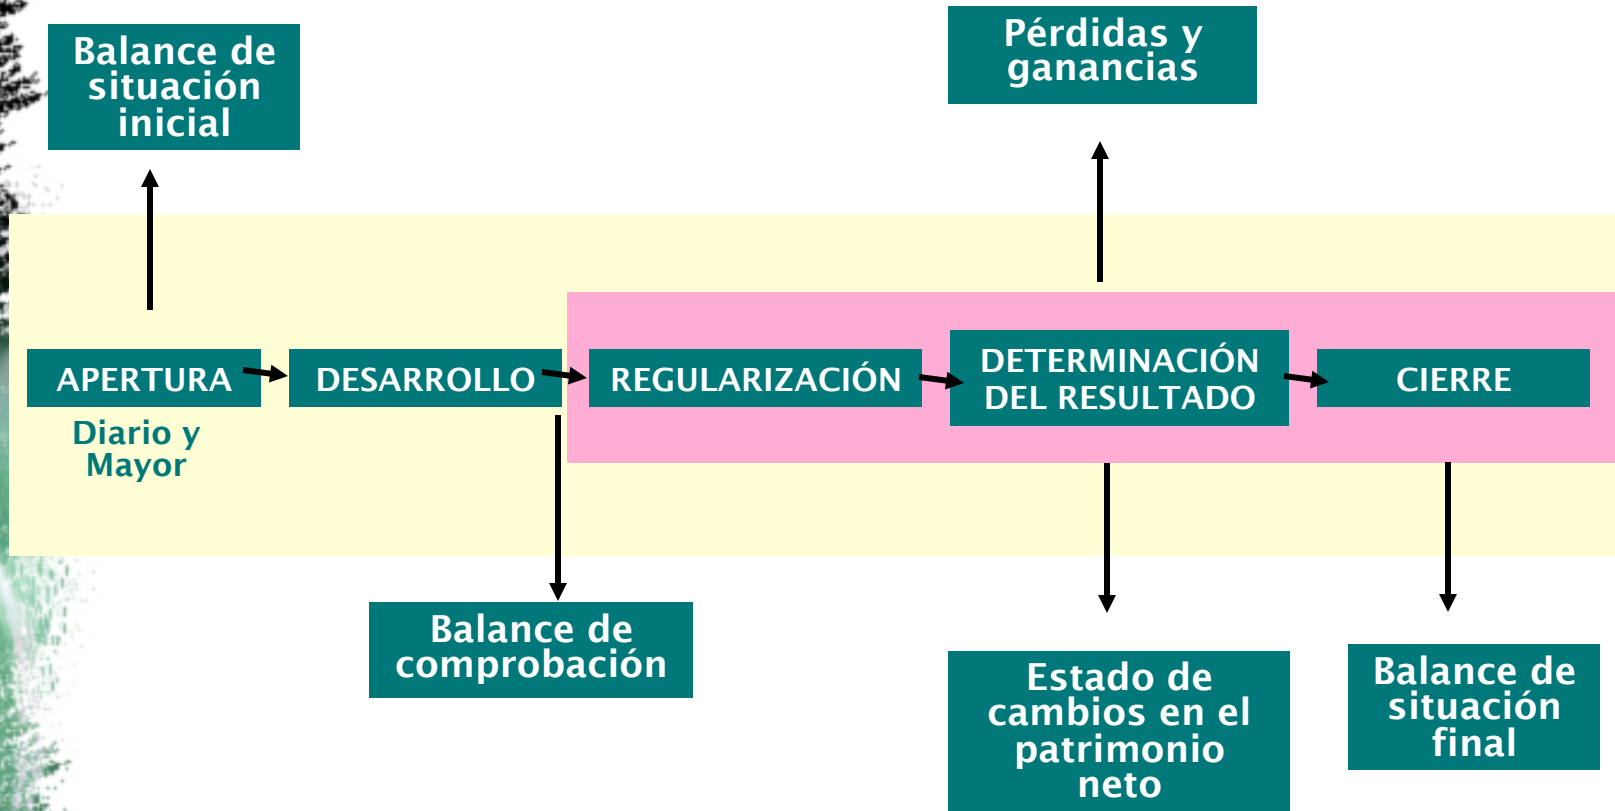 Balance de
situación
inicial
Pérdidas y
ganancias
APERTURA
DESARROLLO
REGULARIZACIÓN
DETERMINACIÓN
DEL RESULTADO
CIERRE
Diario y
Mayor
Balance de
comprobación
Estado de
cambios en el
patrimonio
neto
Balance de
situación
final